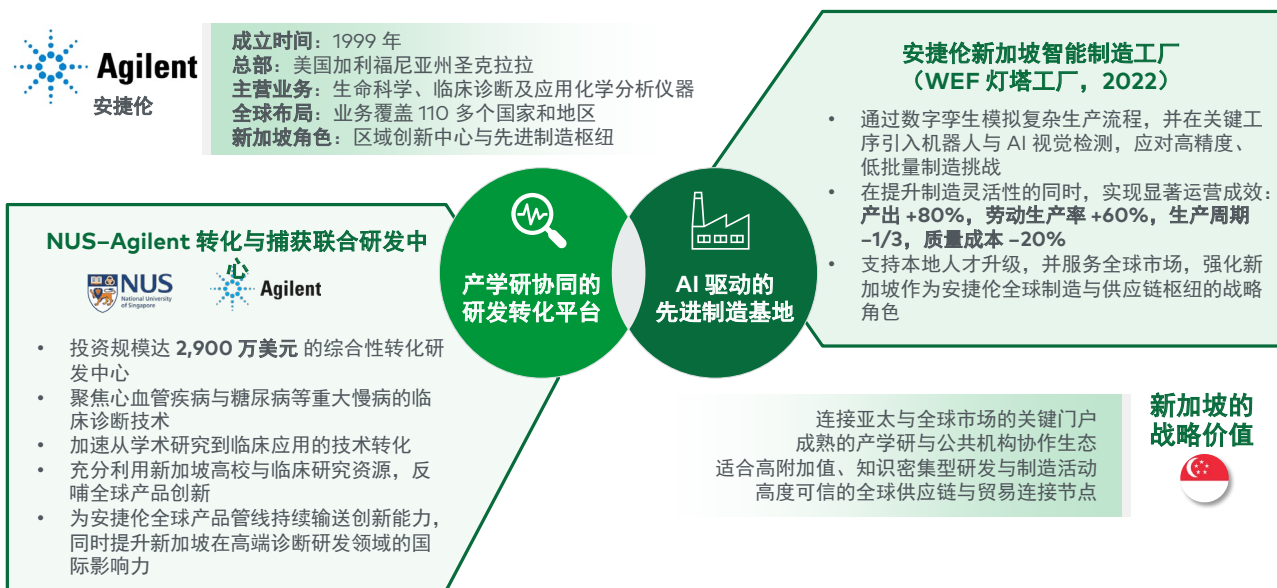 Agilent
安捷伦
成立时间：1999 年
总部：美国加利福尼亚州圣克拉拉
主营业务：生命科学、临床诊断及应用化学分析仪器
全球布局：业务覆盖 110 多个国家和地区
新加坡角色：区域创新中心与先进制造枢纽
安捷伦新加坡智能制造工厂
（WEF 灯塔工厂，2022）
• 通过数字孪生模拟复杂生产流程，并在关键工
序引入机器人与 AI 视觉检测，应对高精度、
低批量制造挑战
• 在提升制造灵活性的同时，实现显著运营成效：
产出 +80%，劳动生产率 +60%，生产周期
-1/3，质量成本 -20%
• 支持本地人才升级，并服务全球市场，强化新
加坡作为安捷伦全球制造与供应链枢纽的战略
角色
产学研协同的
研发转化平台
AI 驱动的
先进制造基地
NUS-Agilent 转化与捕获联合研发中
心
NUS
National University
of Singapore
Agilent
• 投资规模达 2,900 万美元 的综合性转化研
发中心
• 聚焦心血管疾病与糖尿病等重大慢病的临
床诊断技术
• 加速从学术研究到临床应用的技术转化
• 充分利用新加坡高校与临床研究资源，反
哺全球产品创新
• 为安捷伦全球产品管线持续输送创新能力，
同时提升新加坡在高端诊断研发领域的国
际影响力
连接亚太与全球市场的关键门户
成熟的产学研与公共机构协作生态
适合高附加值、知识密集型研发与制造活动
高度可信的全球供应链与贸易连接节点
新加坡的
战略价值